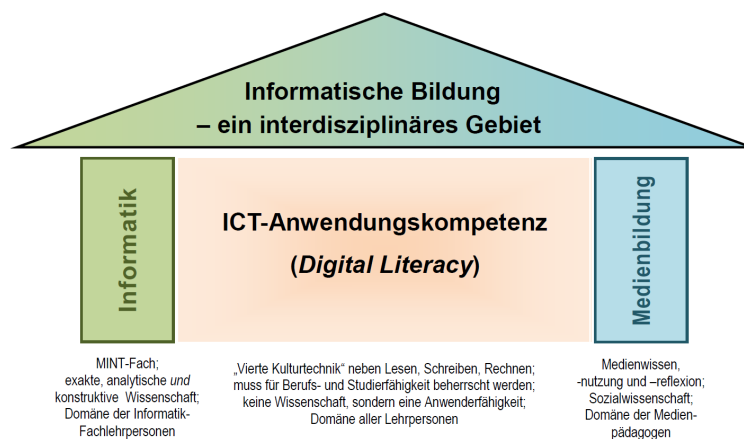 Informatische Bildung
– ein interdisziplinäres Gebiet
Informatik
ICT-Anwendungskompetenz
(Digital Literacy)
Medienbildung
MINT-Fach;
exakte, analytische und
konstruktive Wissenschaft;
Domäne der Informatik-
Fachlehrpersonen
„Vierte Kulturtechnik“ neben Lesen, Schreiben, Rechnen;
muss für Berufs- und Studierfähigkeit beherrscht werden;
keine Wissenschaft, sondern eine Anwenderfähigkeit;
Domäne aller Lehrpersonen
Medienwissen,
-nutzung und –reflexion;
Sozialwissenschaft;
Domäne der Medien-
pädagogen